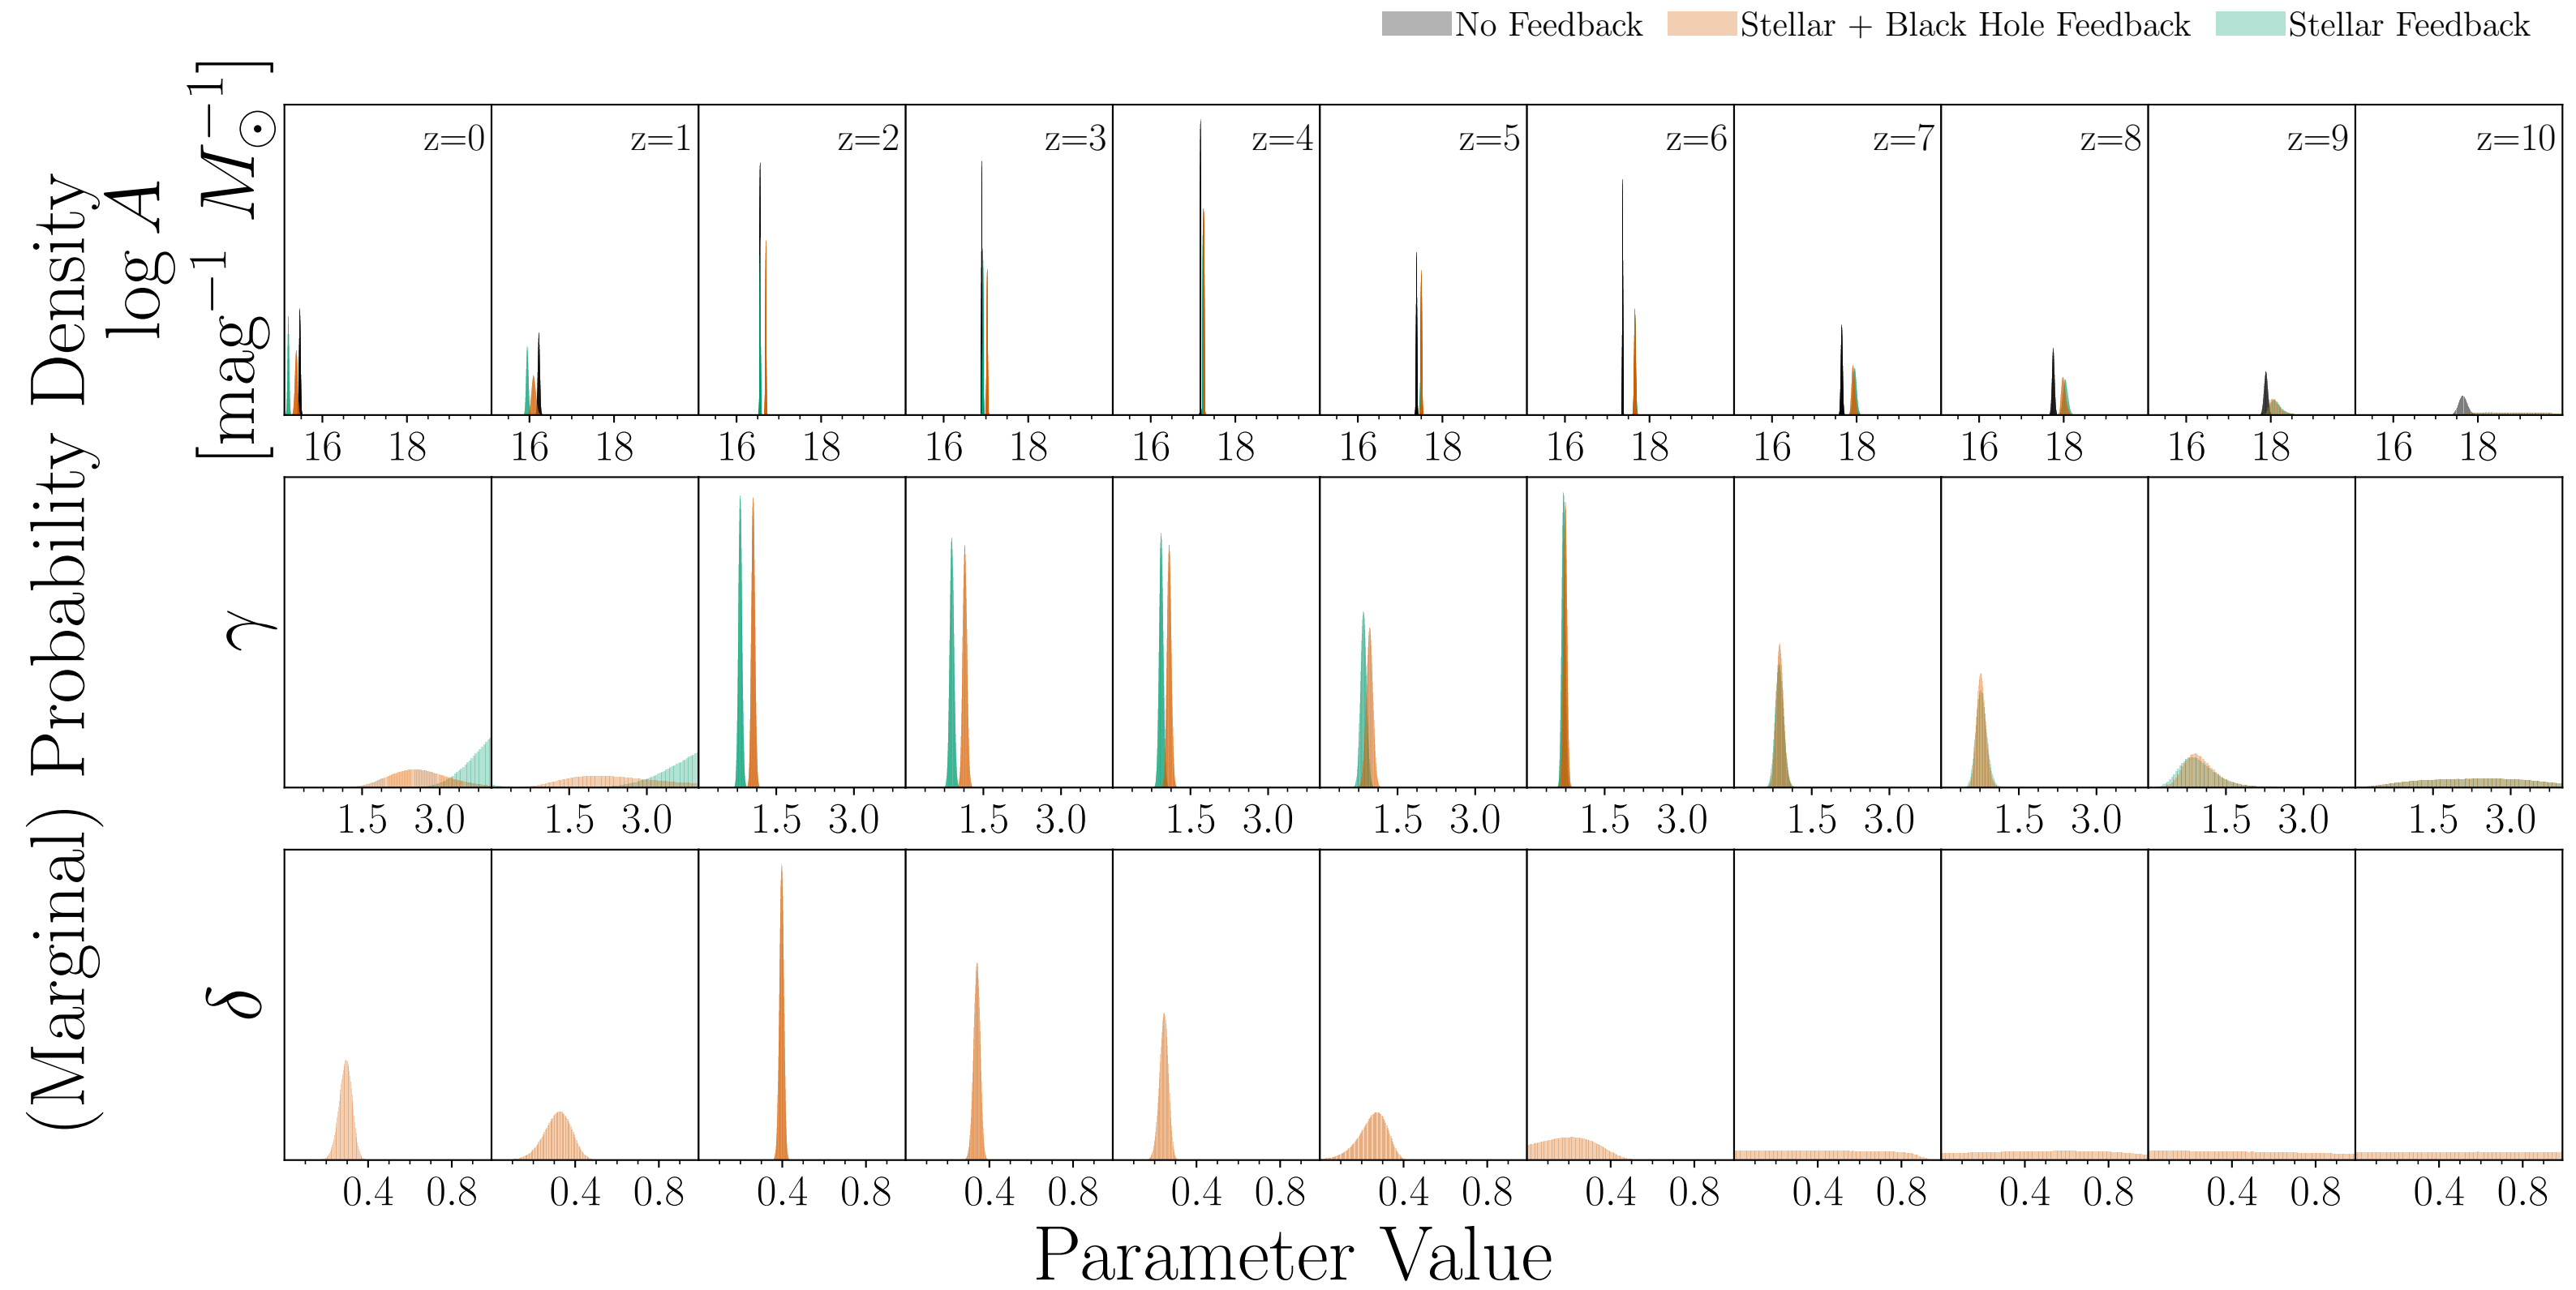 No Feedback Stellar + Black Hole Feedback Stellar Feedback
(Marginal) Probability Density
log A
[mag⁻¹ M⊙⁻¹]
z=0 z=1 z=2 z=3 z=4 z=5 z=6 z=7 z=8 z=9 z=10
16 18 16 18 16 18 16 18 16 18 16 18 16 18 16 18 16 18 16 18 16 18
γ
1.5 3.0 1.5 3.0 1.5 3.0 1.5 3.0 1.5 3.0 1.5 3.0 1.5 3.0 1.5 3.0 1.5 3.0 1.5 3.0 1.5 3.0
δ
0.4 0.8 0.4 0.8 0.4 0.8 0.4 0.8 0.4 0.8 0.4 0.8 0.4 0.8 0.4 0.8 0.4 0.8 0.4 0.8 0.4 0.8
Parameter Value